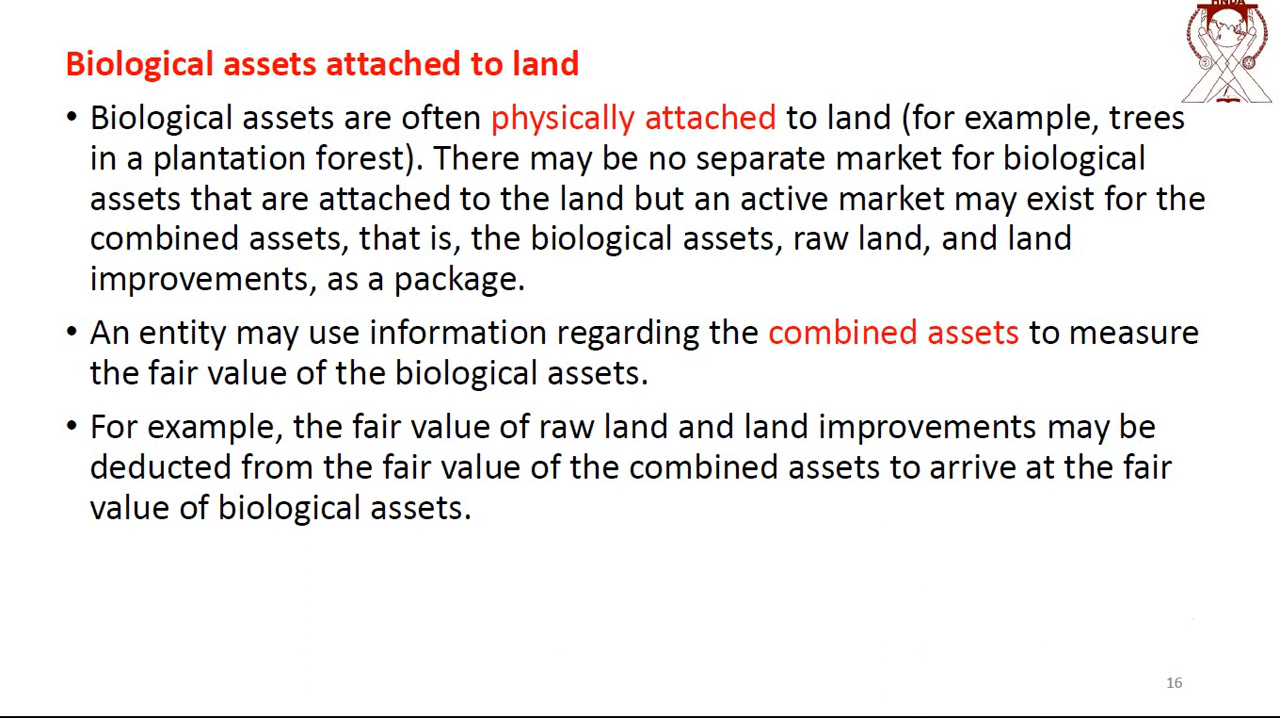 HNDA
Biological assets attached to land
• Biological assets are often physically attached to land (for example, trees
in a plantation forest). There may be no separate market for biological
assets that are attached to the land but an active market may exist for the
combined assets, that is, the biological assets, raw land, and land
improvements, as a package.
• An entity may use information regarding the combined assets to measure
the fair value of the biological assets.
• For example, the fair value of raw land and land improvements may be
deducted from the fair value of the combined assets to arrive at the fair
value of biological assets.
16